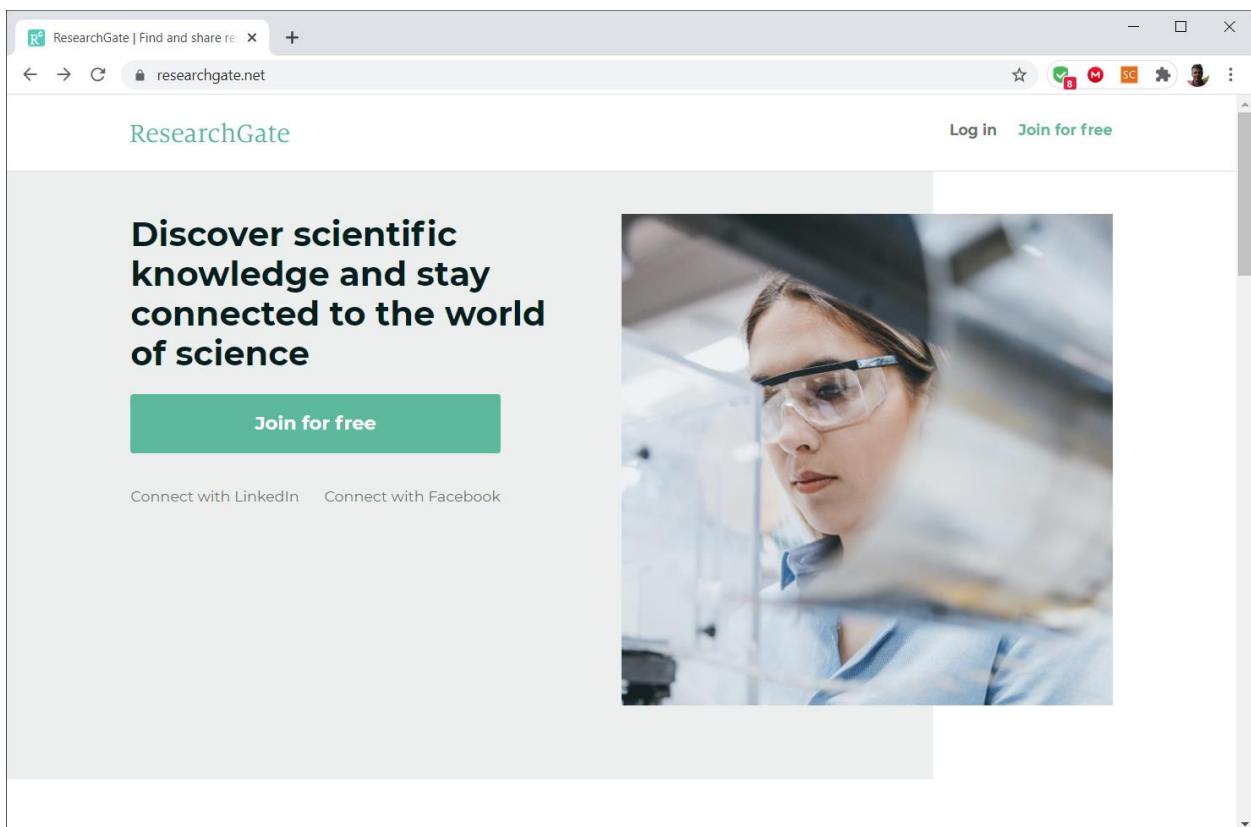 ResearchGate | Find and share re
researchgate.net
8
SC
ResearchGate
Log in Join for free
Discover scientific
knowledge and stay
connected to the world
of science
Join for free
Connect with LinkedIn Connect with Facebook